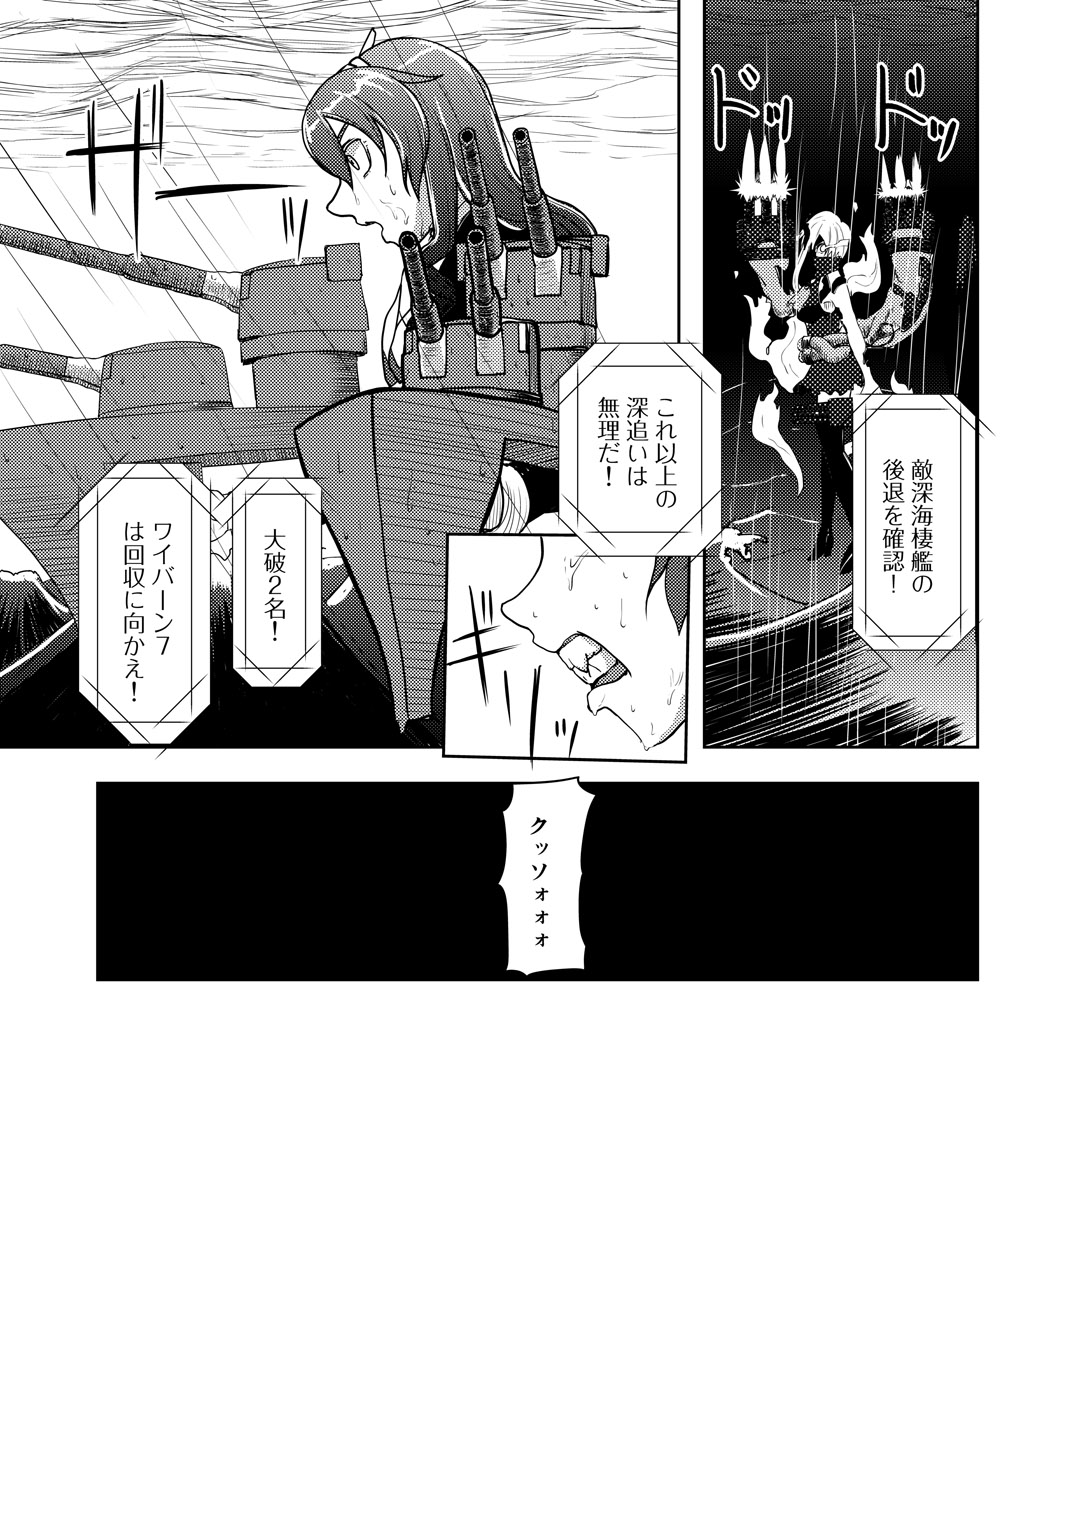 ドッ
ドッ
敵深海棲艦の
後退を確認！
これ以上の
深追いは
無理だ！
ギ
ギギ
大破２名！
ワイバーン７
は回収に向かえ！
クッソォォォ